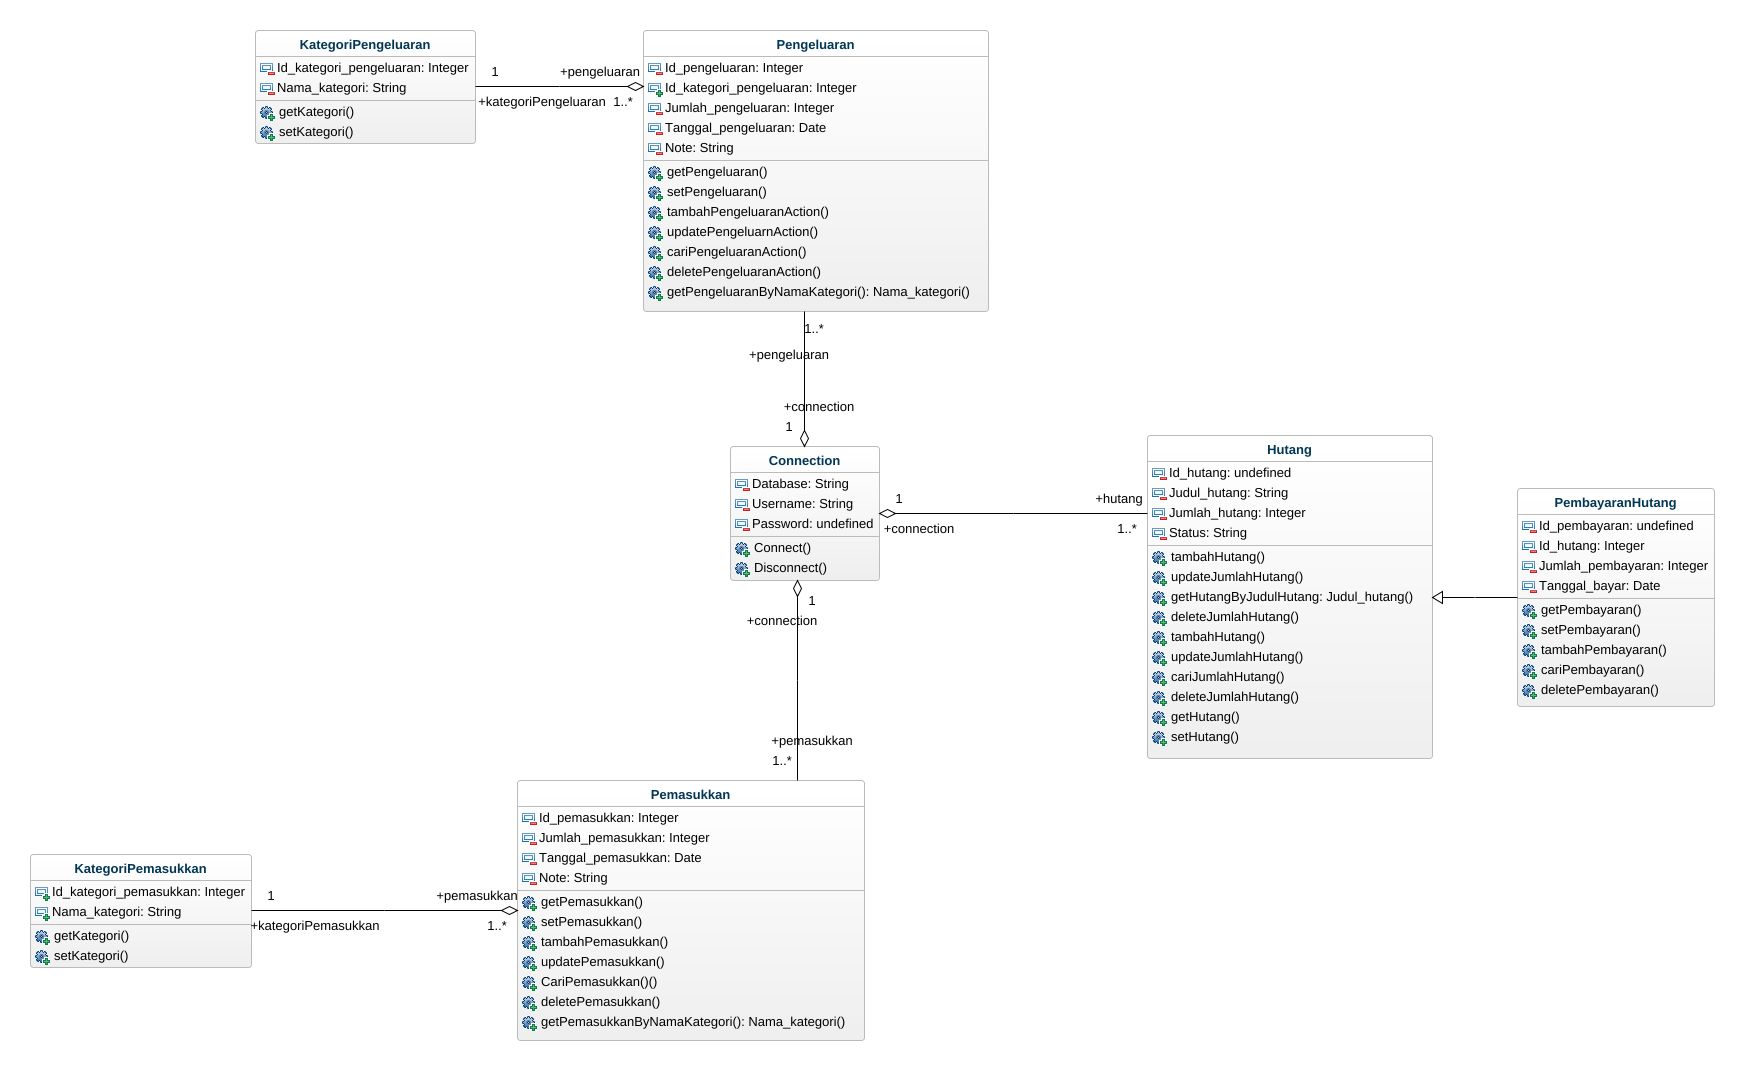 KategoriPengeluaran
Id_kategori_pengeluaran: Integer
Nama_kategori: String
getKategori()
setKategori()
1
+pengeluaran
+kategoriPengeluaran
1..*
Pengeluaran
Id_pengeluaran: Integer
Id_kategori_pengeluaran: Integer
Jumlah_pengeluaran: Integer
Tanggal_pengeluaran: Date
Note: String
getPengeluaran()
setPengeluaran()
tambahPengeluaranAction()
updatePengeluarnAction()
cariPengeluaranAction()
deletePengeluaranAction()
getPengeluaranByNamaKategori(): Nama_kategori()
1..*
+pengeluaran
+connection
1
Connection
Database: String
Username: String
Password: undefined
Connect()
Disconnect()
1
+hutang
+connection
1..*
Hutang
Id_hutang: undefined
Judul_hutang: String
Jumlah_hutang: Integer
Status: String
tambahHutang()
updateJumlahHutang()
getHutangByJudulHutang: Judul_hutang()
deleteJumlahHutang()
tambahHutang()
updateJumlahHutang()
cariJumlahHutang()
deleteJumlahHutang()
getHutang()
setHutang()
PembayaranHutang
Id_pembayaran: undefined
Id_hutang: Integer
Jumlah_pembayaran: Integer
Tanggal_bayar: Date
getPembayaran()
setPembayaran()
tambahPembayaran()
cariPembayaran()
deletePembayaran()
1
+connection
+pemasukkan
1..*
Pemasukkan
Id_pemasukkan: Integer
Jumlah_pemasukkan: Integer
Tanggal_pemasukkan: Date
Note: String
getPemasukkan()
setPemasukkan()
tambahPemasukkan()
updatePemasukkan()
CariPemasukkan()()
deletePemasukkan()
getPemasukkanByNamaKategori(): Nama_kategori()
KategoriPemasukkan
Id_kategori_pemasukkan: Integer
Nama_kategori: String
getKategori()
setKategori()
1
+pemasukkan
+kategoriPemasukkan
1..*